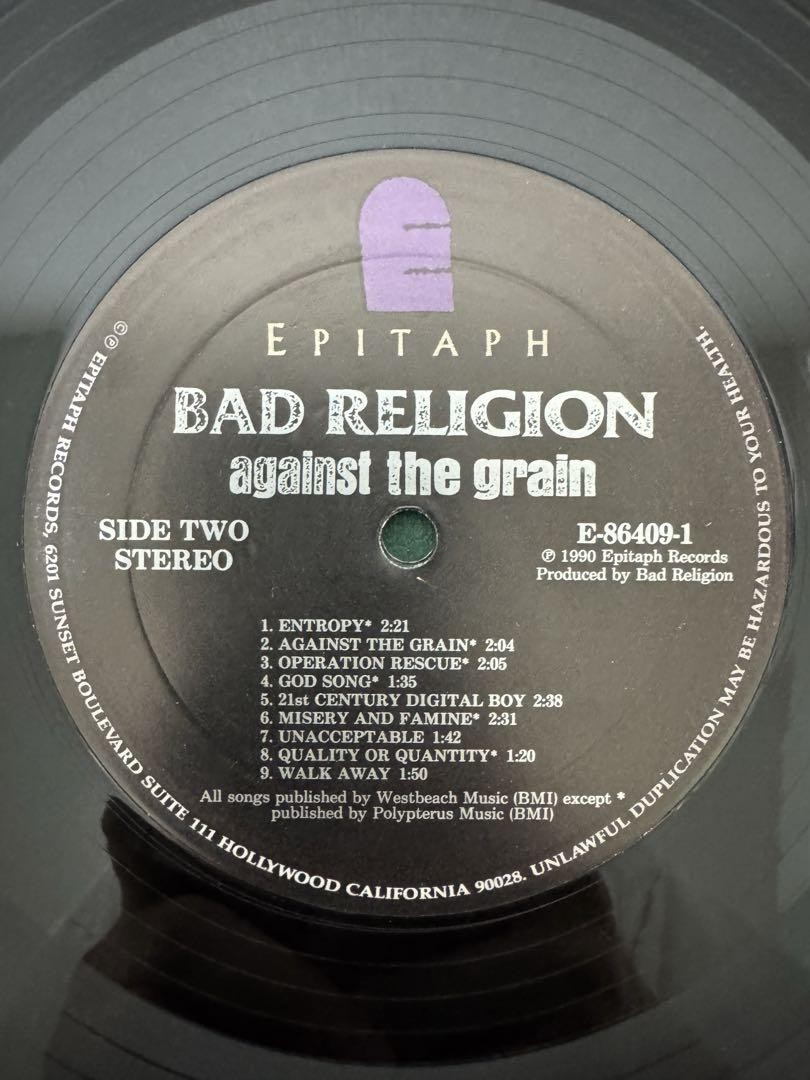 EPITAPH
BAD RELIGION
against the grain
SIDE TWO
STEREO
E-86409-1
℗ 1990 Epitaph Records
Produced by Bad Religion
1. ENTROPY* 2:21
2. AGAINST THE GRAIN* 2:04
3. OPERATION RESCUE* 2:05
4. GOD SONG* 1:35
5. 21st CENTURY DIGITAL BOY 2:38
6. MISERY AND FAMINE* 2:31
7. UNACCEPTABLE 1:42
8. QUALITY OR QUANTITY* 1:20
9. WALK AWAY 1:50
All songs published by Westbeach Music (BMI) except *
published by Polypterus Music (BMI)
©℗ EPITAPH RECORDS, 6201 SUNSET BOULEVARD SUITE 111 HOLLYWOOD CALIFORNIA 90028. UNLAWFUL DUPLICATION MAY BE HAZARDOUS TO YOUR HEALTH.